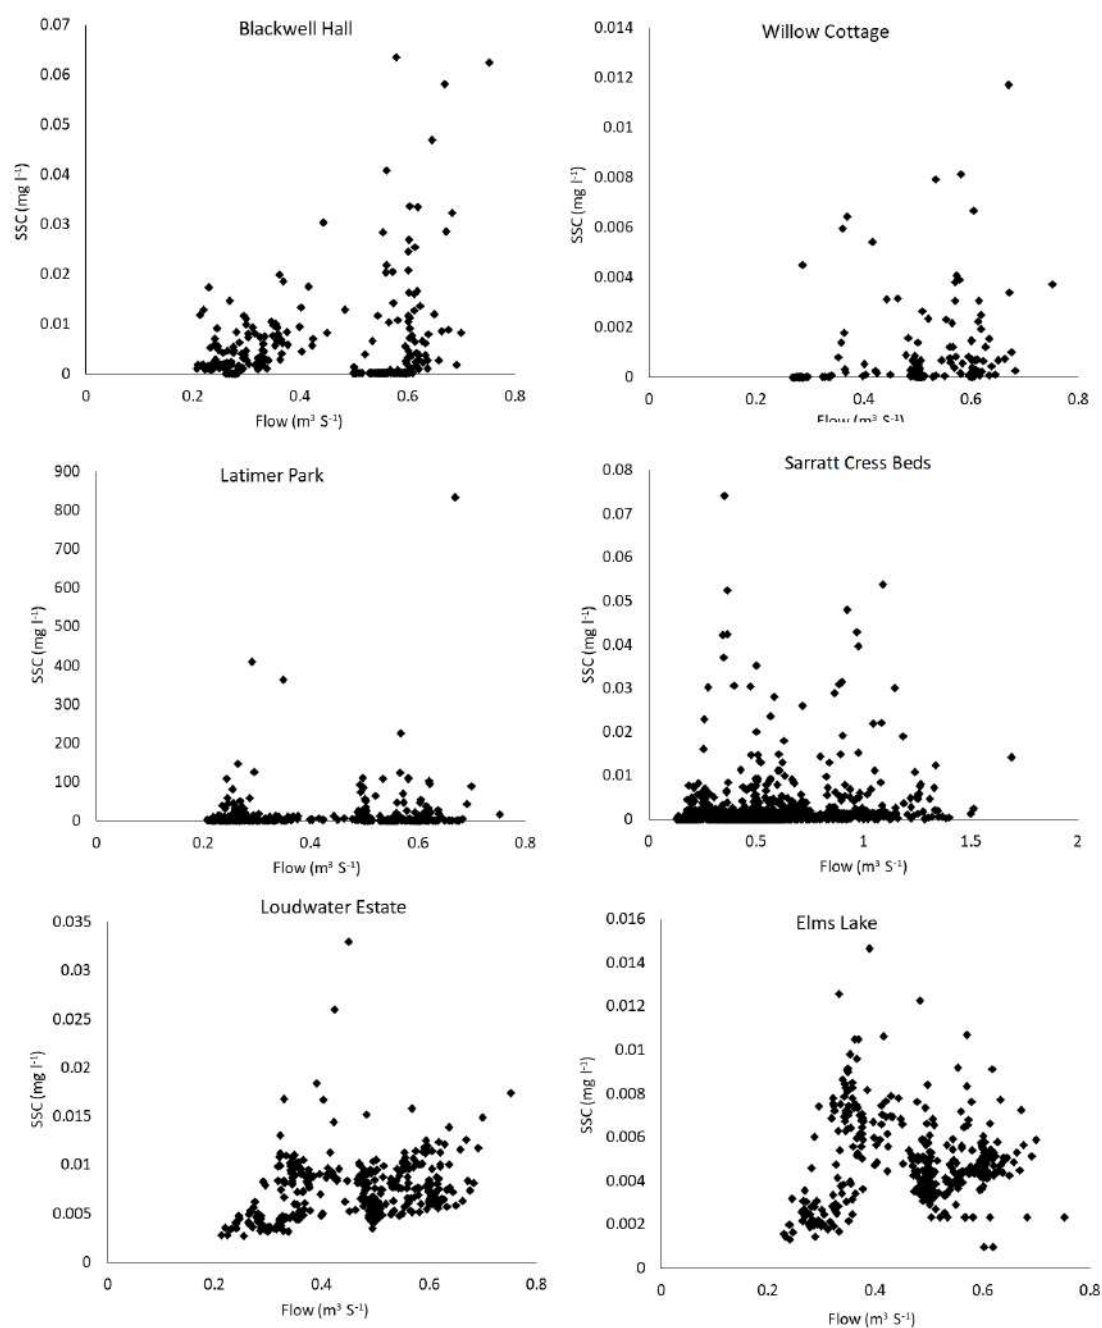 Blackwell Hall
0.07
0.06
0.05
0.04
0.03
0.02
0.01
0
SSC (mg l⁻¹)
0 0.2 0.4 0.6 0.8
Flow (m³ S⁻¹)
Willow Cottage
0.014
0.012
0.01
0.008
0.006
0.004
0.002
0
SSC (mg l⁻¹)
0 0.2 0.4 0.6 0.8
Flow (m³ S⁻¹)
Latimer Park
900
800
700
600
500
400
300
200
100
0
SSC (mg l⁻¹)
0 0.2 0.4 0.6 0.8
Flow (m³ S⁻¹)
Sarratt Cress Beds
0.08
0.07
0.06
0.05
0.04
0.03
0.02
0.01
0
SSC (mg l⁻¹)
0 0.5 1 1.5 2
Flow (m³ S⁻¹)
Loudwater Estate
0.035
0.03
0.025
0.02
0.015
0.01
0.005
0
SSC (mg l⁻¹)
0 0.2 0.4 0.6 0.8
Flow (m³ S⁻¹)
Elms Lake
0.016
0.014
0.012
0.01
0.008
0.006
0.004
0.002
0
SSC (mg l⁻¹)
0 0.2 0.4 0.6 0.8
Flow (m³ S⁻¹)